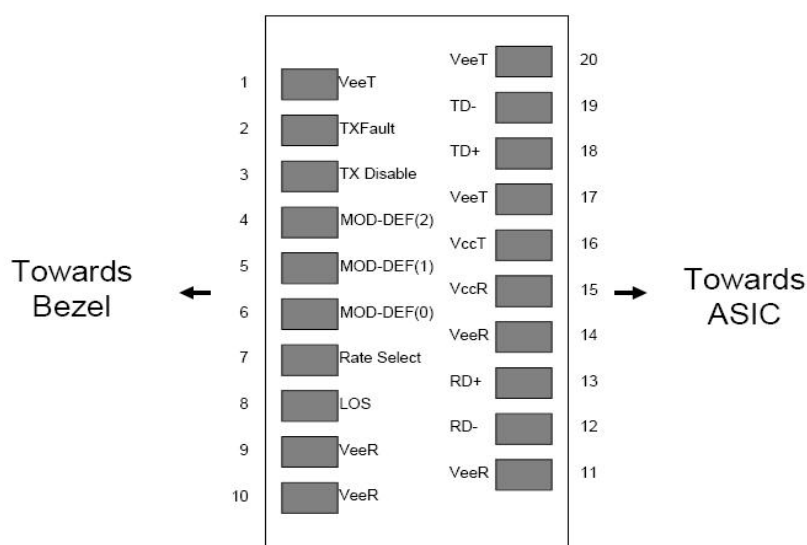 VeeT 20
1 VeeT
TD- 19
2 TXFault
TD+ 18
3 TX Disable
VeeT 17
4 MOD-DEF(2)
VccT 16
5 MOD-DEF(1)
Towards
Bezel
VccR 15
Towards
ASIC
6 MOD-DEF(0)
VeeR 14
7 Rate Select
RD+ 13
8 LOS
RD- 12
9 VeeR
VeeR 11
10 VeeR